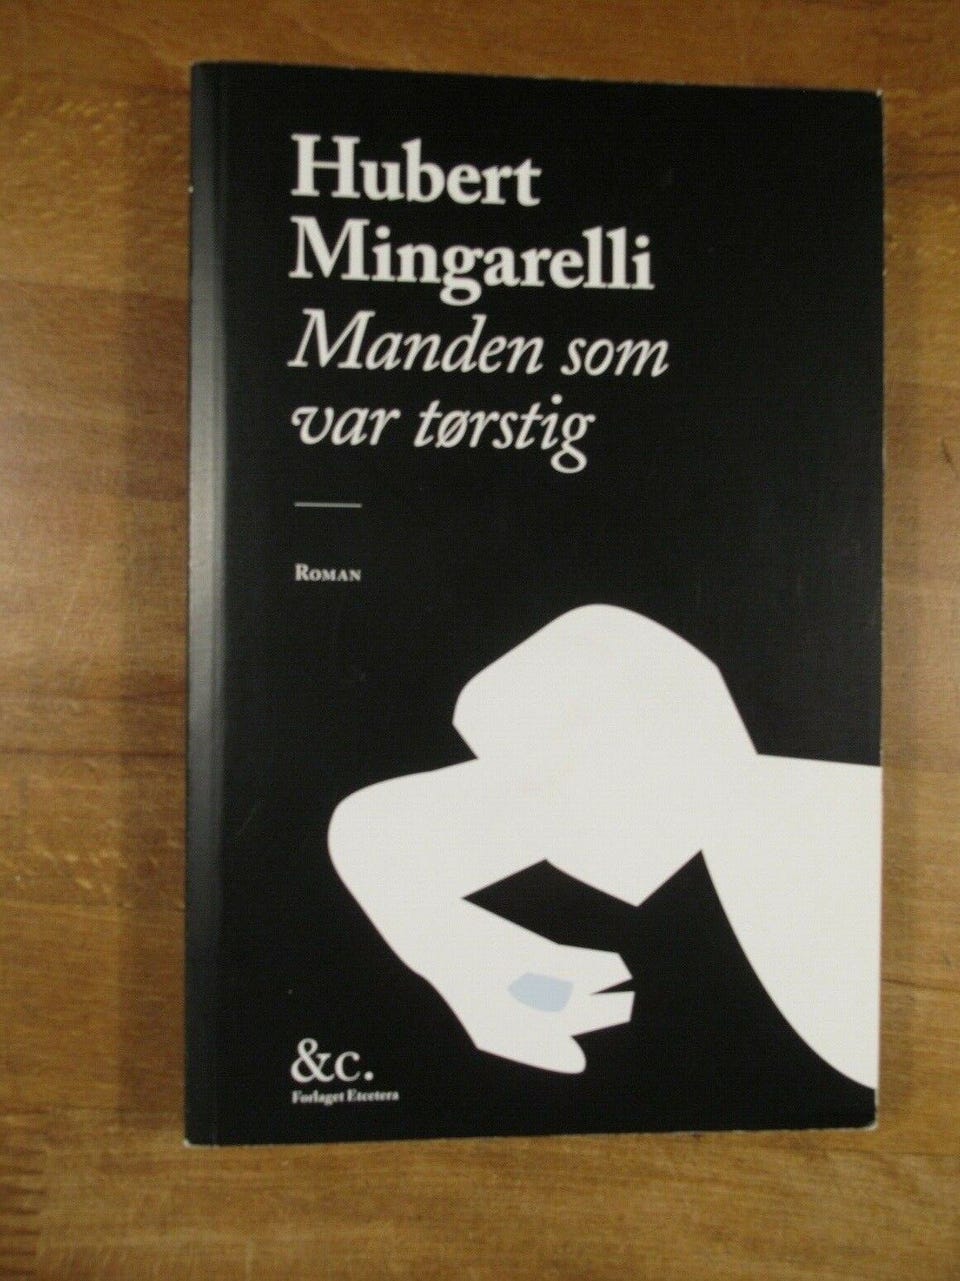 Hubert
Mingarelli
Manden som
var tørstig
Roman
&c.
Forlaget Etcetera